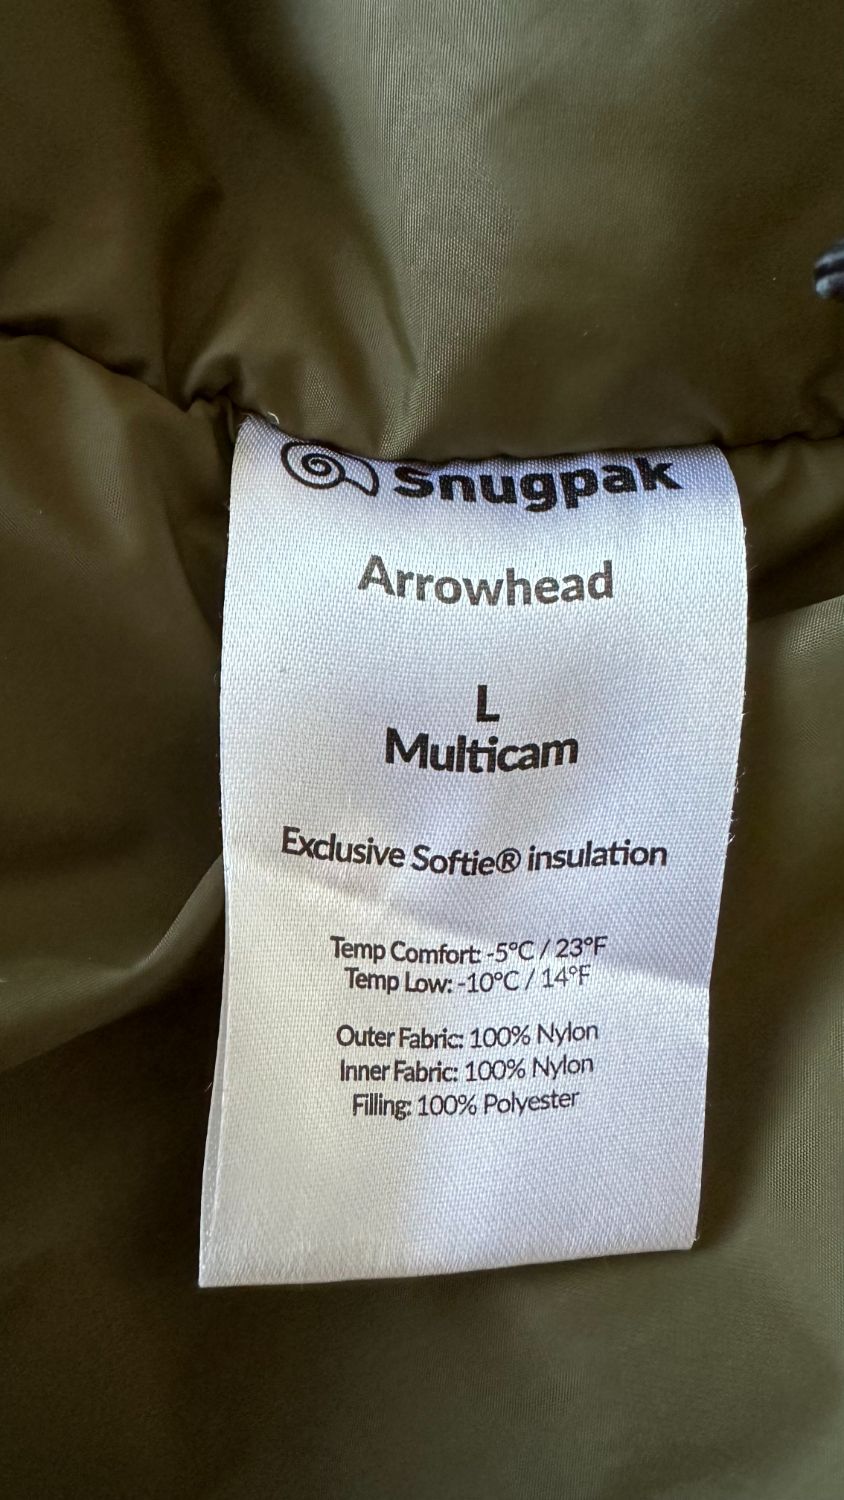 Snugpak
Arrowhead
L
Multicam
Exclusive Softie® insulation
Temp Comfort: -5°C / 23°F
Temp Low: -10°C / 14°F
Outer Fabric: 100% Nylon
Inner Fabric: 100% Nylon
Filling: 100% Polyester